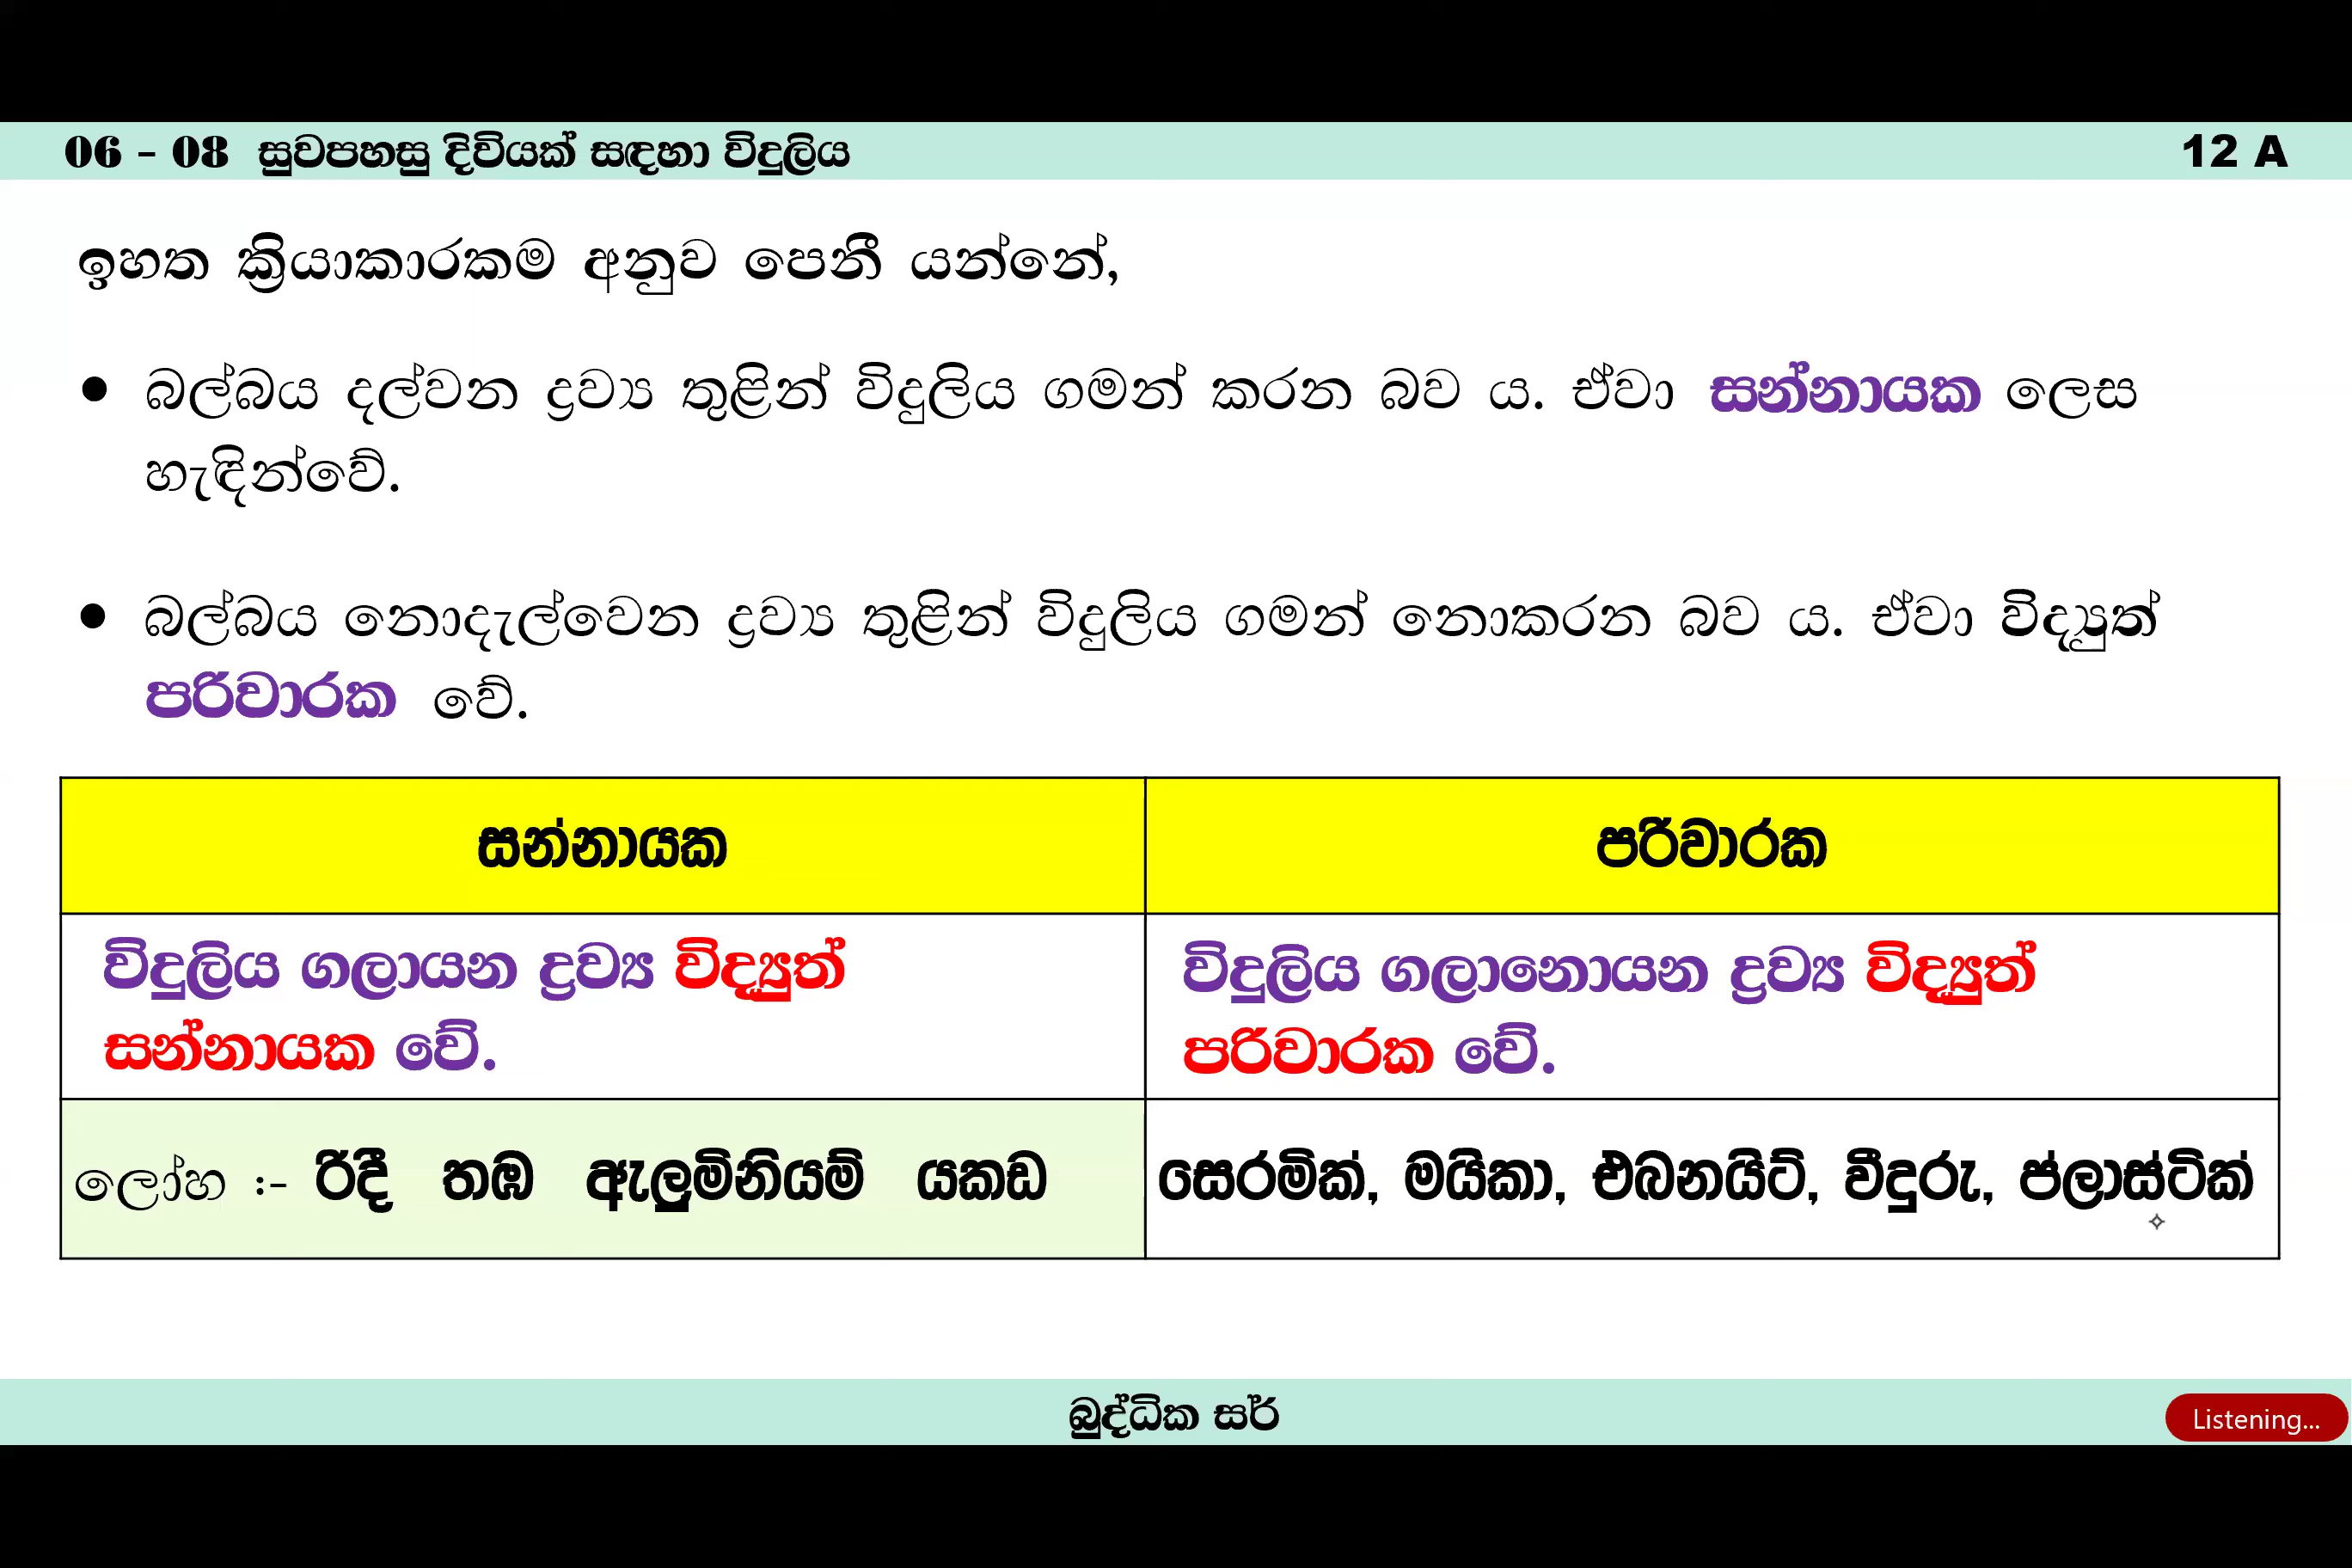 06 - 08 සුවපහසු දිවියක් සඳහා විදුලිය
12 A
ඉහත ක්‍රියාකාරකම අනුව පෙනී යන්නේ,
● බල්බය දල්වන ද්‍රව්‍ය තුළින් විදුලිය ගමන් කරන බව ය. ඒවා සන්නායක ලෙස
හැඳින්වේ.
● බල්බය නොදැල්වෙන ද්‍රව්‍ය තුළින් විදුලිය ගමන් නොකරන බව ය. ඒවා විද්‍යුත්
පරිවාරක වේ.
සන්නායක
පරිවාරක
විදුලිය ගලායන ද්‍රව්‍ය විද්‍යුත්
සන්නායක වේ.
විදුලිය ගලානොයන ද්‍රව්‍ය විද්‍යුත්
පරිවාරක වේ.
ලෝහ :- රිදී තඹ ඇලුමිනියම් යකඩ
සෙරමික්, මයිකා, එබනයිට්, වීදුරු, ප්ලාස්ටික්
බුද්ධික සර්
Listening...